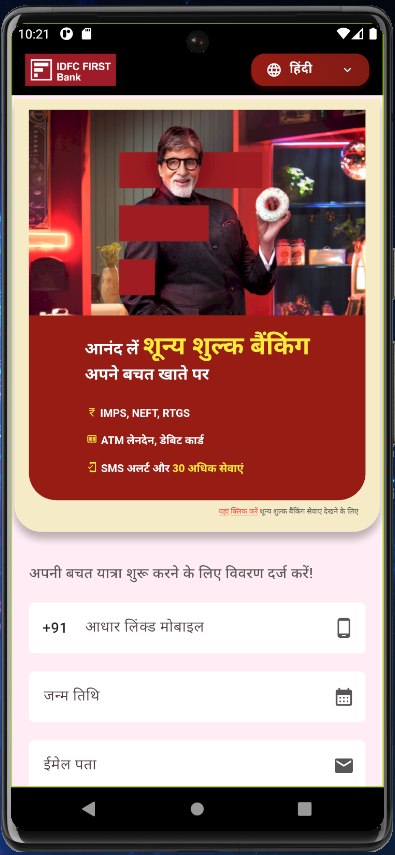 10:21
IDFC FIRST
Bank
हिंदी
आनंद लें शून्य शुल्क बैंकिंग
अपने बचत खाते पर
₹ IMPS, NEFT, RTGS
ATM लेनदेन, डेबिट कार्ड
SMS अलर्ट और 30 अधिक सेवाएं
यहां क्लिक करें शून्य शुल्क बैंकिंग सेवाएं देखने के लिए
अपनी बचत यात्रा शुरू करने के लिए विवरण दर्ज करें!
+91 आधार लिंक्ड मोबाइल
जन्म तिथि
ईमेल पता